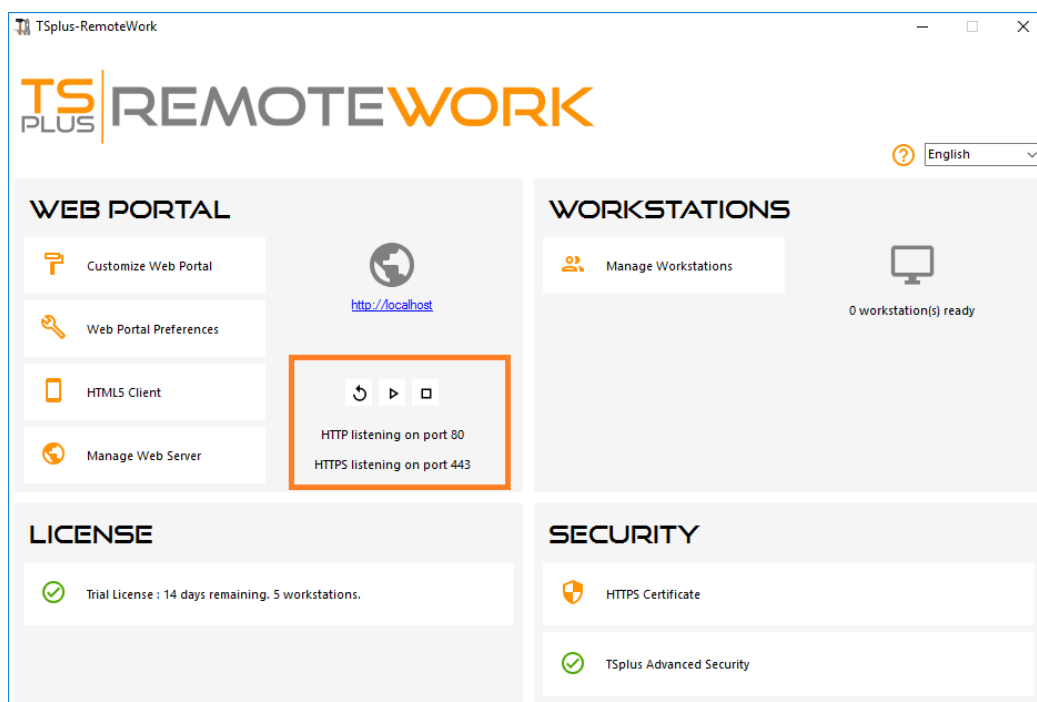 TSplus-RemoteWork
TS PLUS REMOTEWORK
English
WEB PORTAL
Customize Web Portal
http://localhost
Web Portal Preferences
HTML5 Client
HTTP listening on port 80
Manage Web Server
HTTPS listening on port 443
WORKSTATIONS
Manage Workstations
0 workstation(s) ready
LICENSE
Trial License : 14 days remaining. 5 workstations.
SECURITY
HTTPS Certificate
TSplus Advanced Security